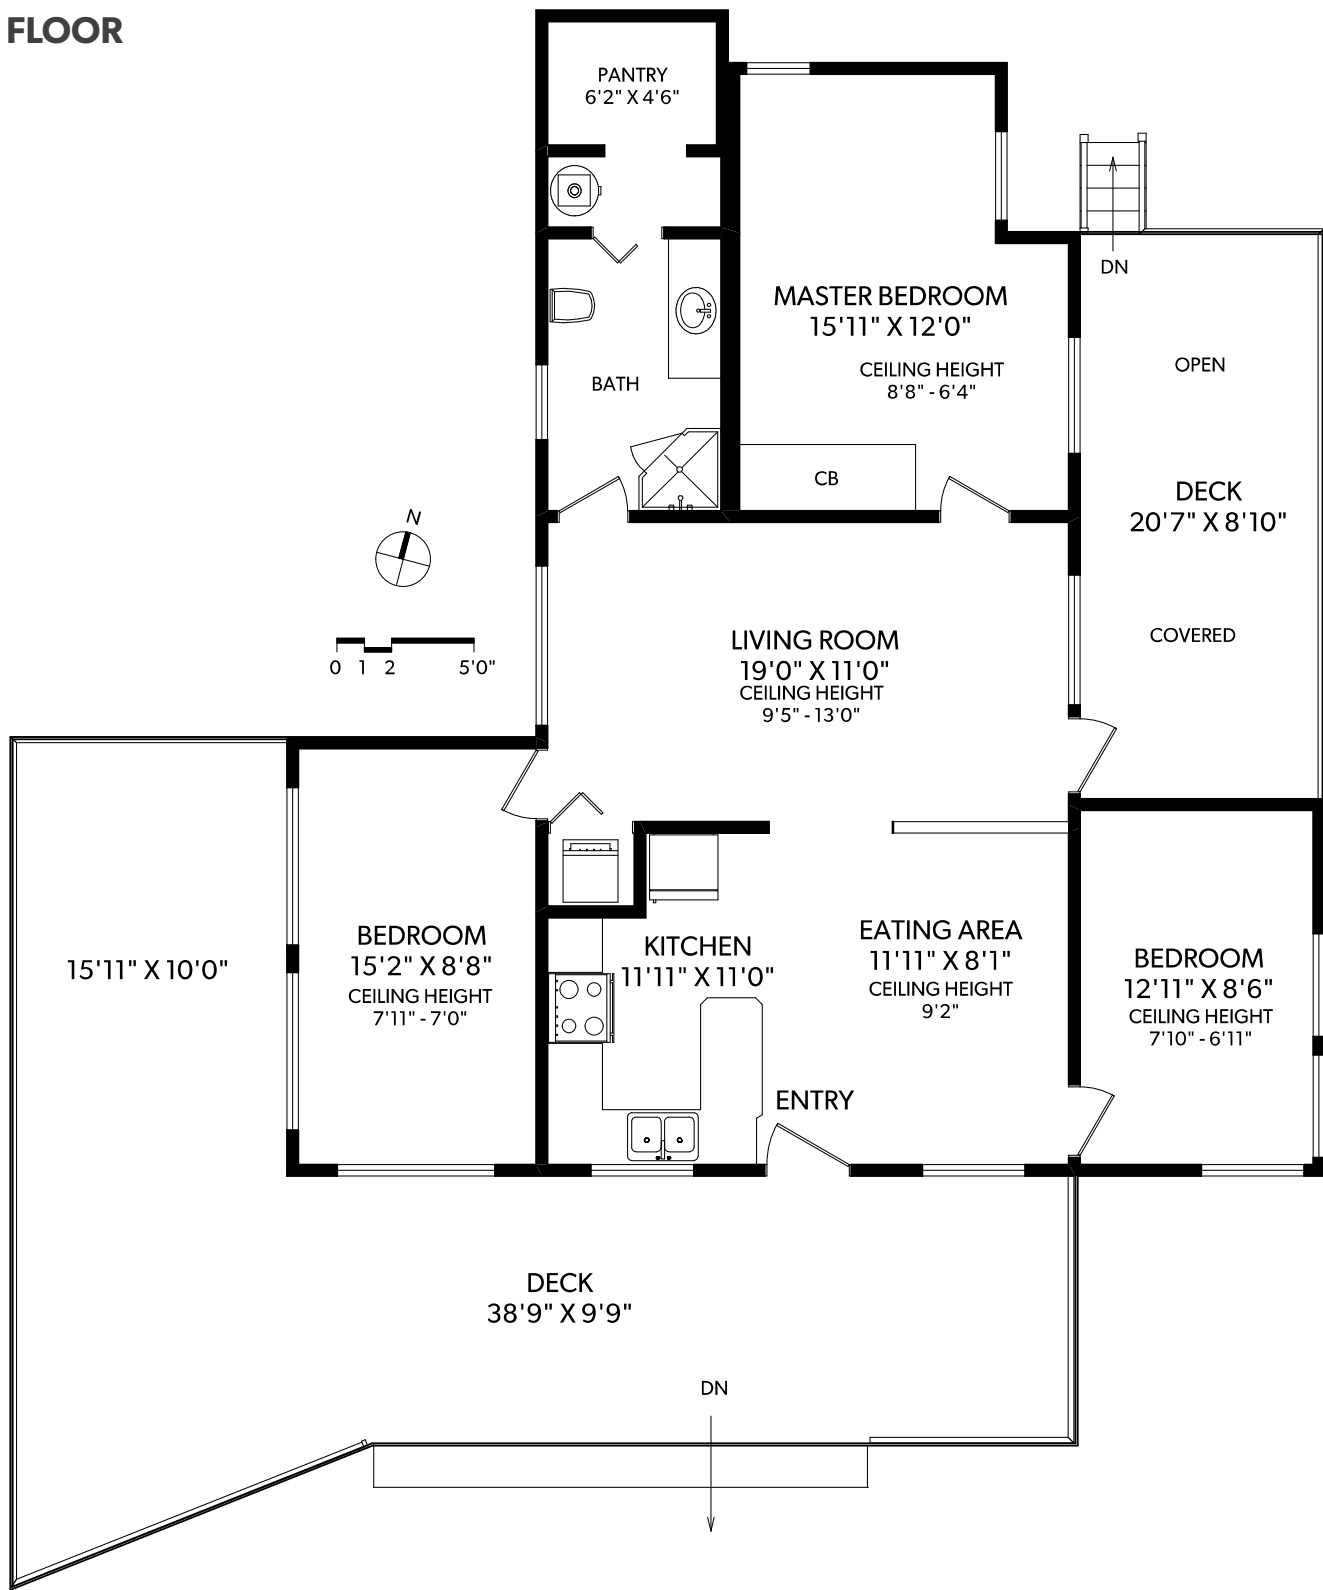 FLOOR
PANTRY
6'2" X 4'6"
DN
MASTER BEDROOM
15'11" X 12'0"
CEILING HEIGHT
8'8" - 6'4"
OPEN
BATH
CB
DECK
20'7" X 8'10"
N
COVERED
LIVING ROOM
19'0" X 11'0"
CEILING HEIGHT
9'5" - 13'0"
0 1 2 5'0"
BEDROOM
15'2" X 8'8"
CEILING HEIGHT
7'11" - 7'0"
15'11" X 10'0"
KITCHEN
11'11" X 11'0"
EATING AREA
11'11" X 8'1"
CEILING HEIGHT
9'2"
BEDROOM
12'11" X 8'6"
CEILING HEIGHT
7'10" - 6'11"
ENTRY
DECK
38'9" X 9'9"
DN